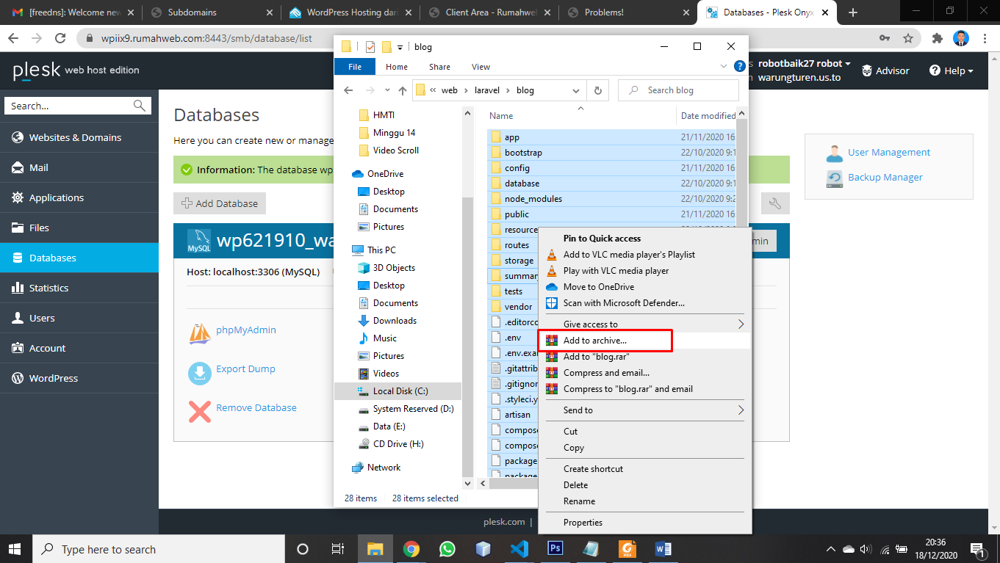 [freedns]: Welcome new
Subdomains
WordPress Hosting dari
Client Area - Rumahwel
Problems!
Databases - Plesk Onyx
wpiix9.rumahweb.com:8443/smb/database/list
plesk web host edition
robotbaik27 robot
warungturen.us.to
Advisor
Help
Search...
Websites & Domains
Mail
Applications
Files
Databases
Statistics
Users
Account
WordPress
Databases
Here you can create new or manage
Information: The database wp
Add Database
MySQL
wp621910_wa
min
Host: localhost:3306 (MySQL)
phpMyAdmin
Export Dump
Remove Database
User Management
Backup Manager
plesk.com |
blog
File
Home
Share
View
« web › laravel › blog
Search blog
HMTI
Minggu 14
Video Scroll
OneDrive
Desktop
Documents
Pictures
This PC
3D Objects
Desktop
Documents
Downloads
Music
Pictures
Videos
Local Disk (C:)
System Reserved (D:)
Data (E:)
CD Drive (H:)
Network
Name
Date modified
app
21/11/2020 16:
bootstrap
22/10/2020 9:1
config
21/11/2020 16:
database
22/10/2020 9:1
node_modules
22/10/2020 9:2
public
21/11/2020 16:
resource
routes
storage
summary
tests
vendor
.editorco
.env
.env.exa
.gitattrib
.gitignor
.styleci.y
artisan
compose
compose
package
package
28 items
28 items selected
Pin to Quick access
Add to VLC media player's Playlist
Play with VLC media player
Move to OneDrive
Scan with Microsoft Defender...
Give access to
Add to archive...
Add to "blog.rar"
Compress and email...
Compress to "blog.rar" and email
Send to
Cut
Copy
Create shortcut
Delete
Rename
Properties
Type here to search
20:36
18/12/2020
1